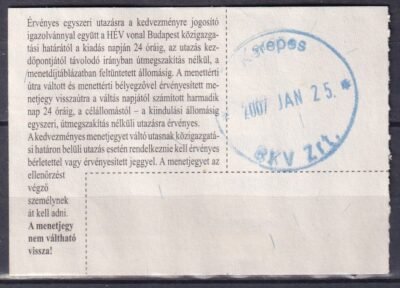 Érvényes egyszeri utazásra a kedvezményre jogosító
igazolvánnyal együtt a HÉV vonal Budapest közigazga-
tási határától a kiadás napján 24 óráig, az utazás kez-
dőpontjától távolodó irányban útmegszakítás nélkül, a
menetdíjtáblázatban feltüntetett állomásig. A menettérti
útra váltott és menettérti bélyegzővel érvényesített me-
netjegy visszaútra a váltás napjától számított harmadik
nap 24 óráig, a célállomástól – a kiindulási állomásig
egyszeri, útmegszakítás nélküli utazásra érvényes.
A kedvezményes menetjegyet váltó utasnak közigazgatá-
si határon belüli utazás esetén rendelkeznie kell érvényes
bérletettel vagy érvényesített jeggyel. A menetjegyet az
ellenőrzést
végző
személynek
át kell adni.
A menetjegy
nem váltható
vissza!
Kerepes
2007 JAN 25. *
BKV Zrt.